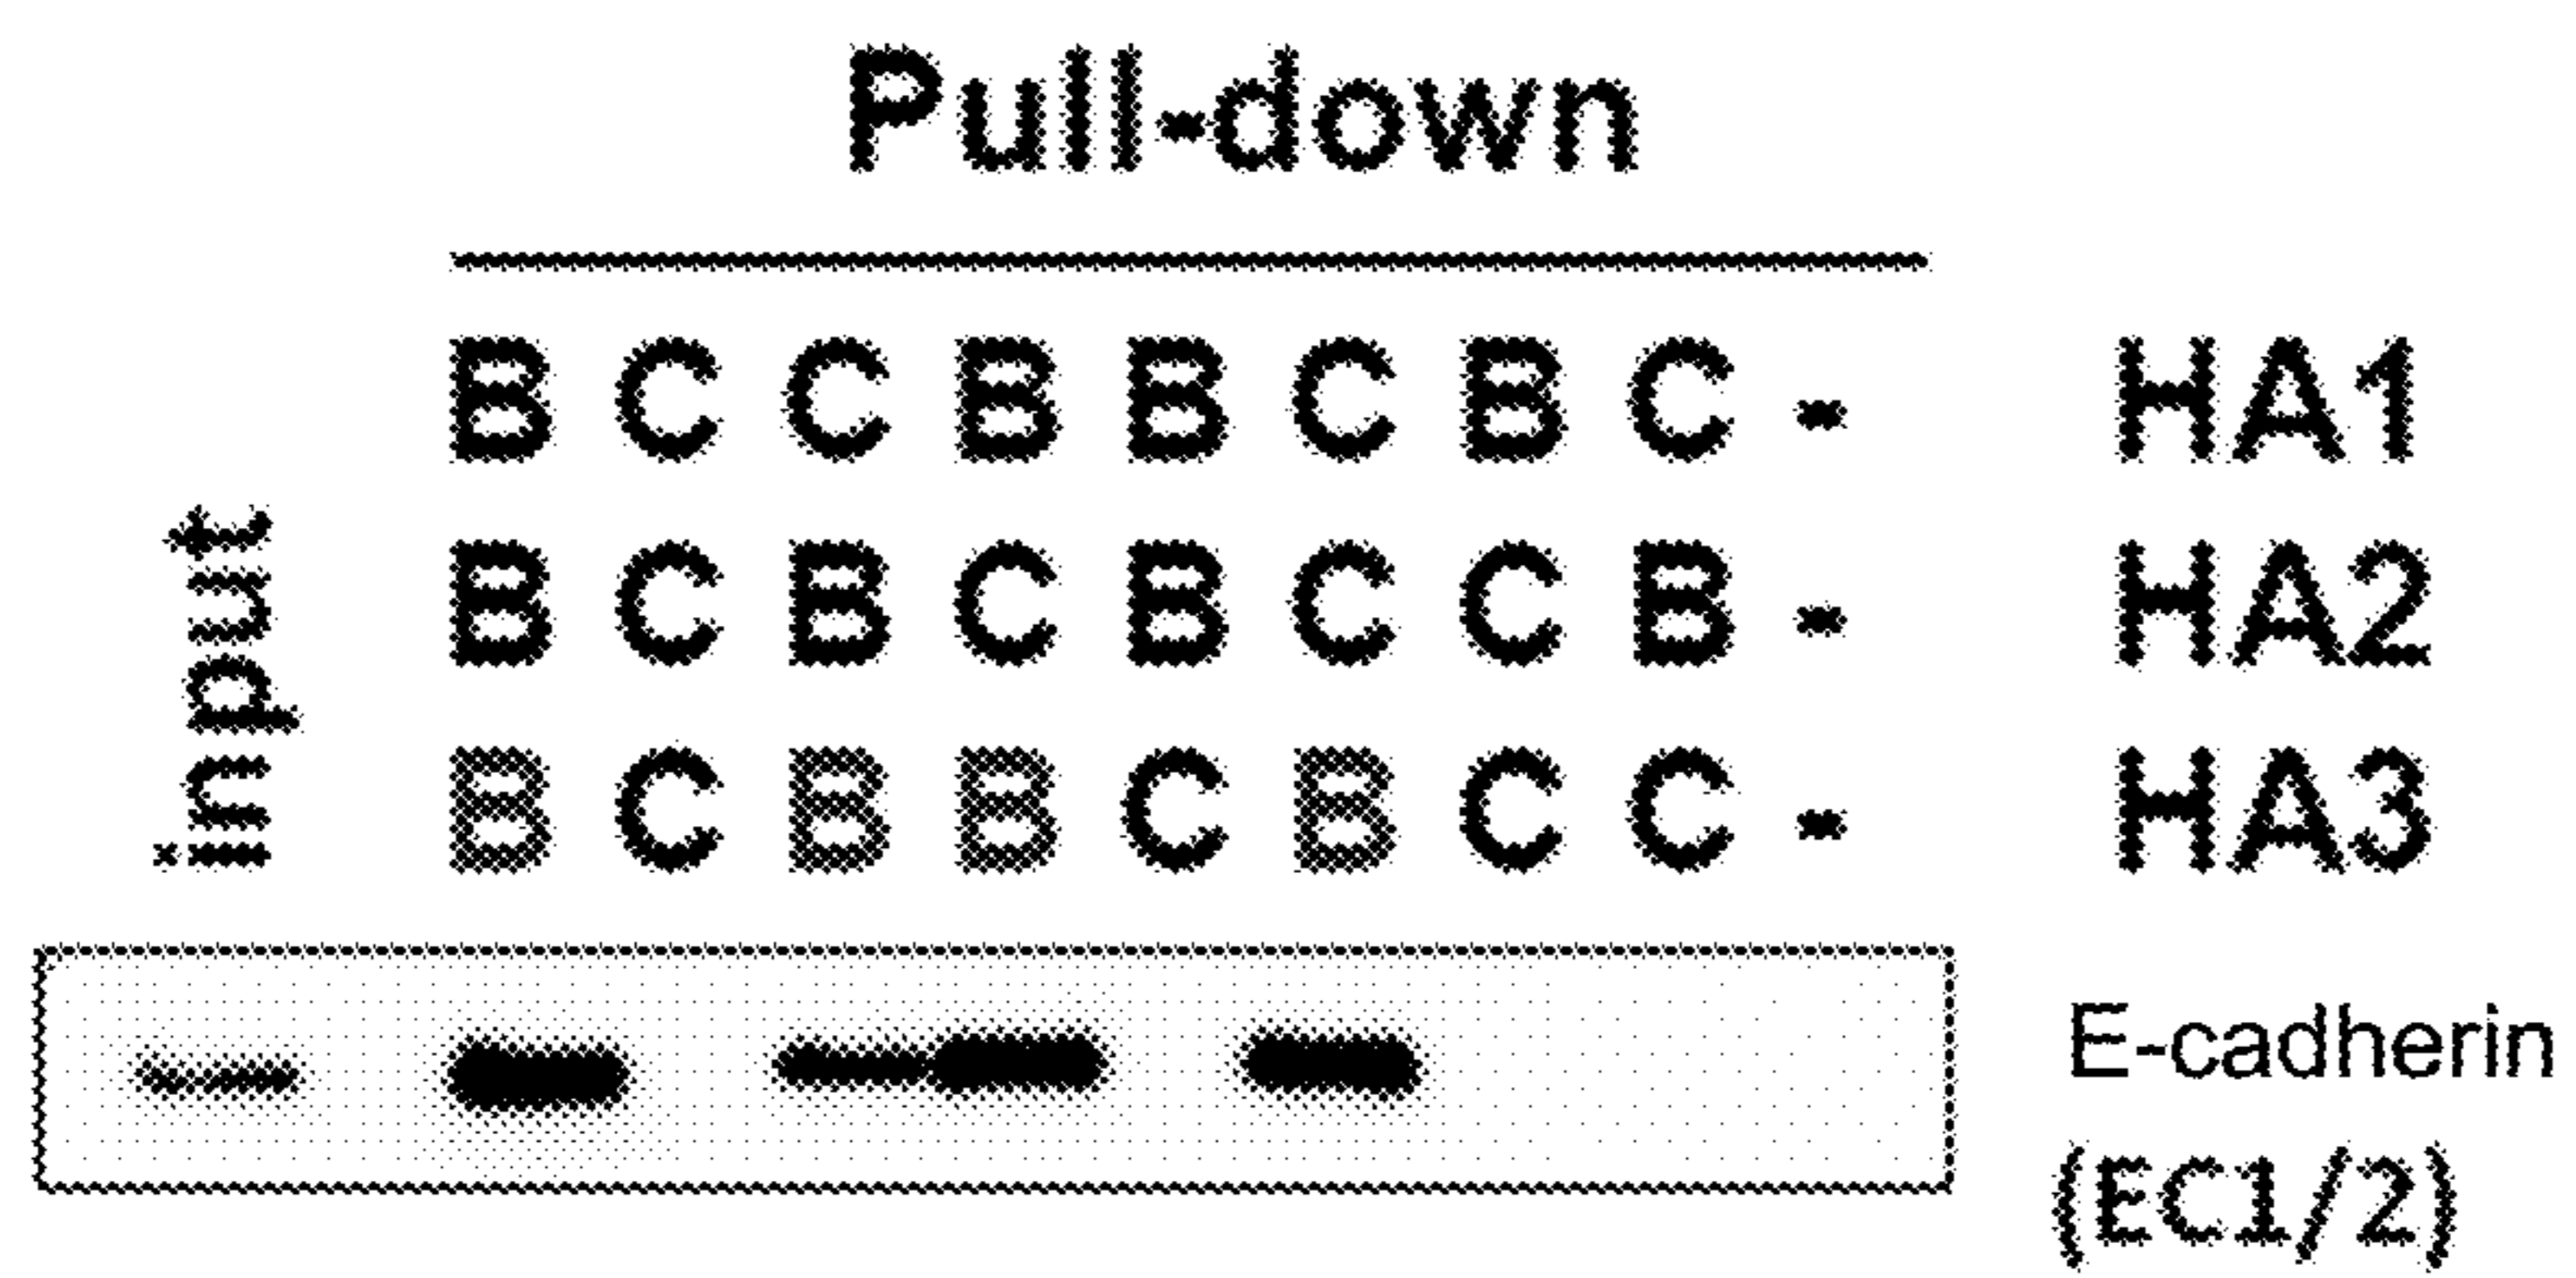 Pull-down
input
B C C B B C B C - HA1
B C B C B C C B - HA2
B C B B C B C C - HA3
E-cadherin
(EC1/2)